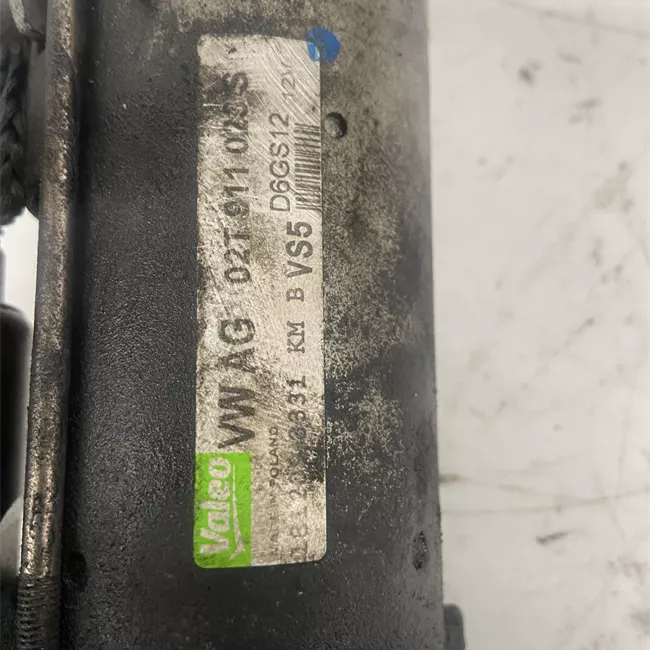 Valeo
VW AG 02T 911 023 S
MADE IN POLAND
D6GS12 12V
KM B VS5